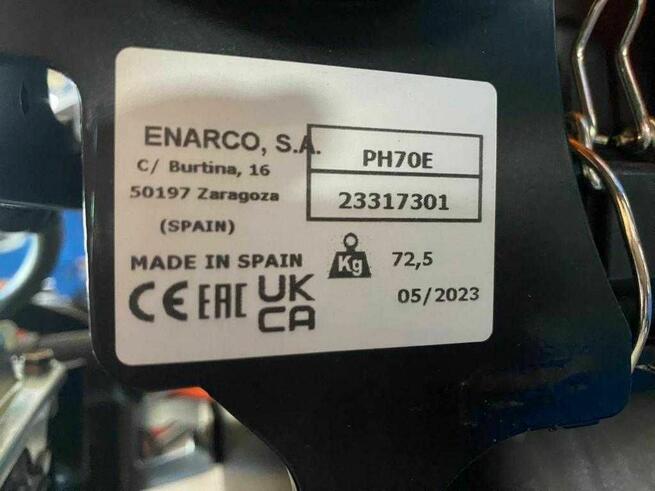 ENARCO, S.A.
C/ Burtina, 16
50197 Zaragoza
(SPAIN)
PH70E
23317301
MADE IN SPAIN
Kg 72,5
CE EAC UK CA
05/2023